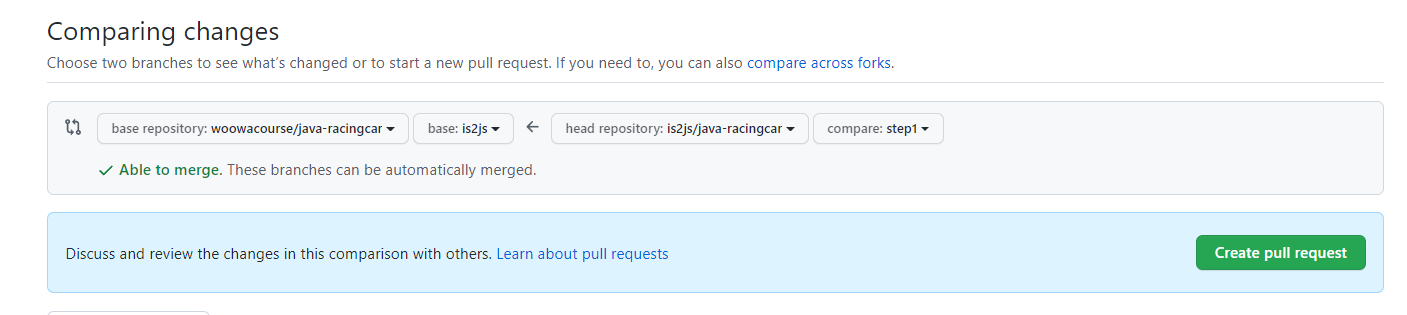 Comparing changes
Choose two branches to see what’s changed or to start a new pull request. If you need to, you can also compare across forks.
base repository: woowacourse/java-racingcar base: is2js head repository: is2js/java-racingcar compare: step1
Able to merge. These branches can be automatically merged.
Discuss and review the changes in this comparison with others. Learn about pull requests Create pull request